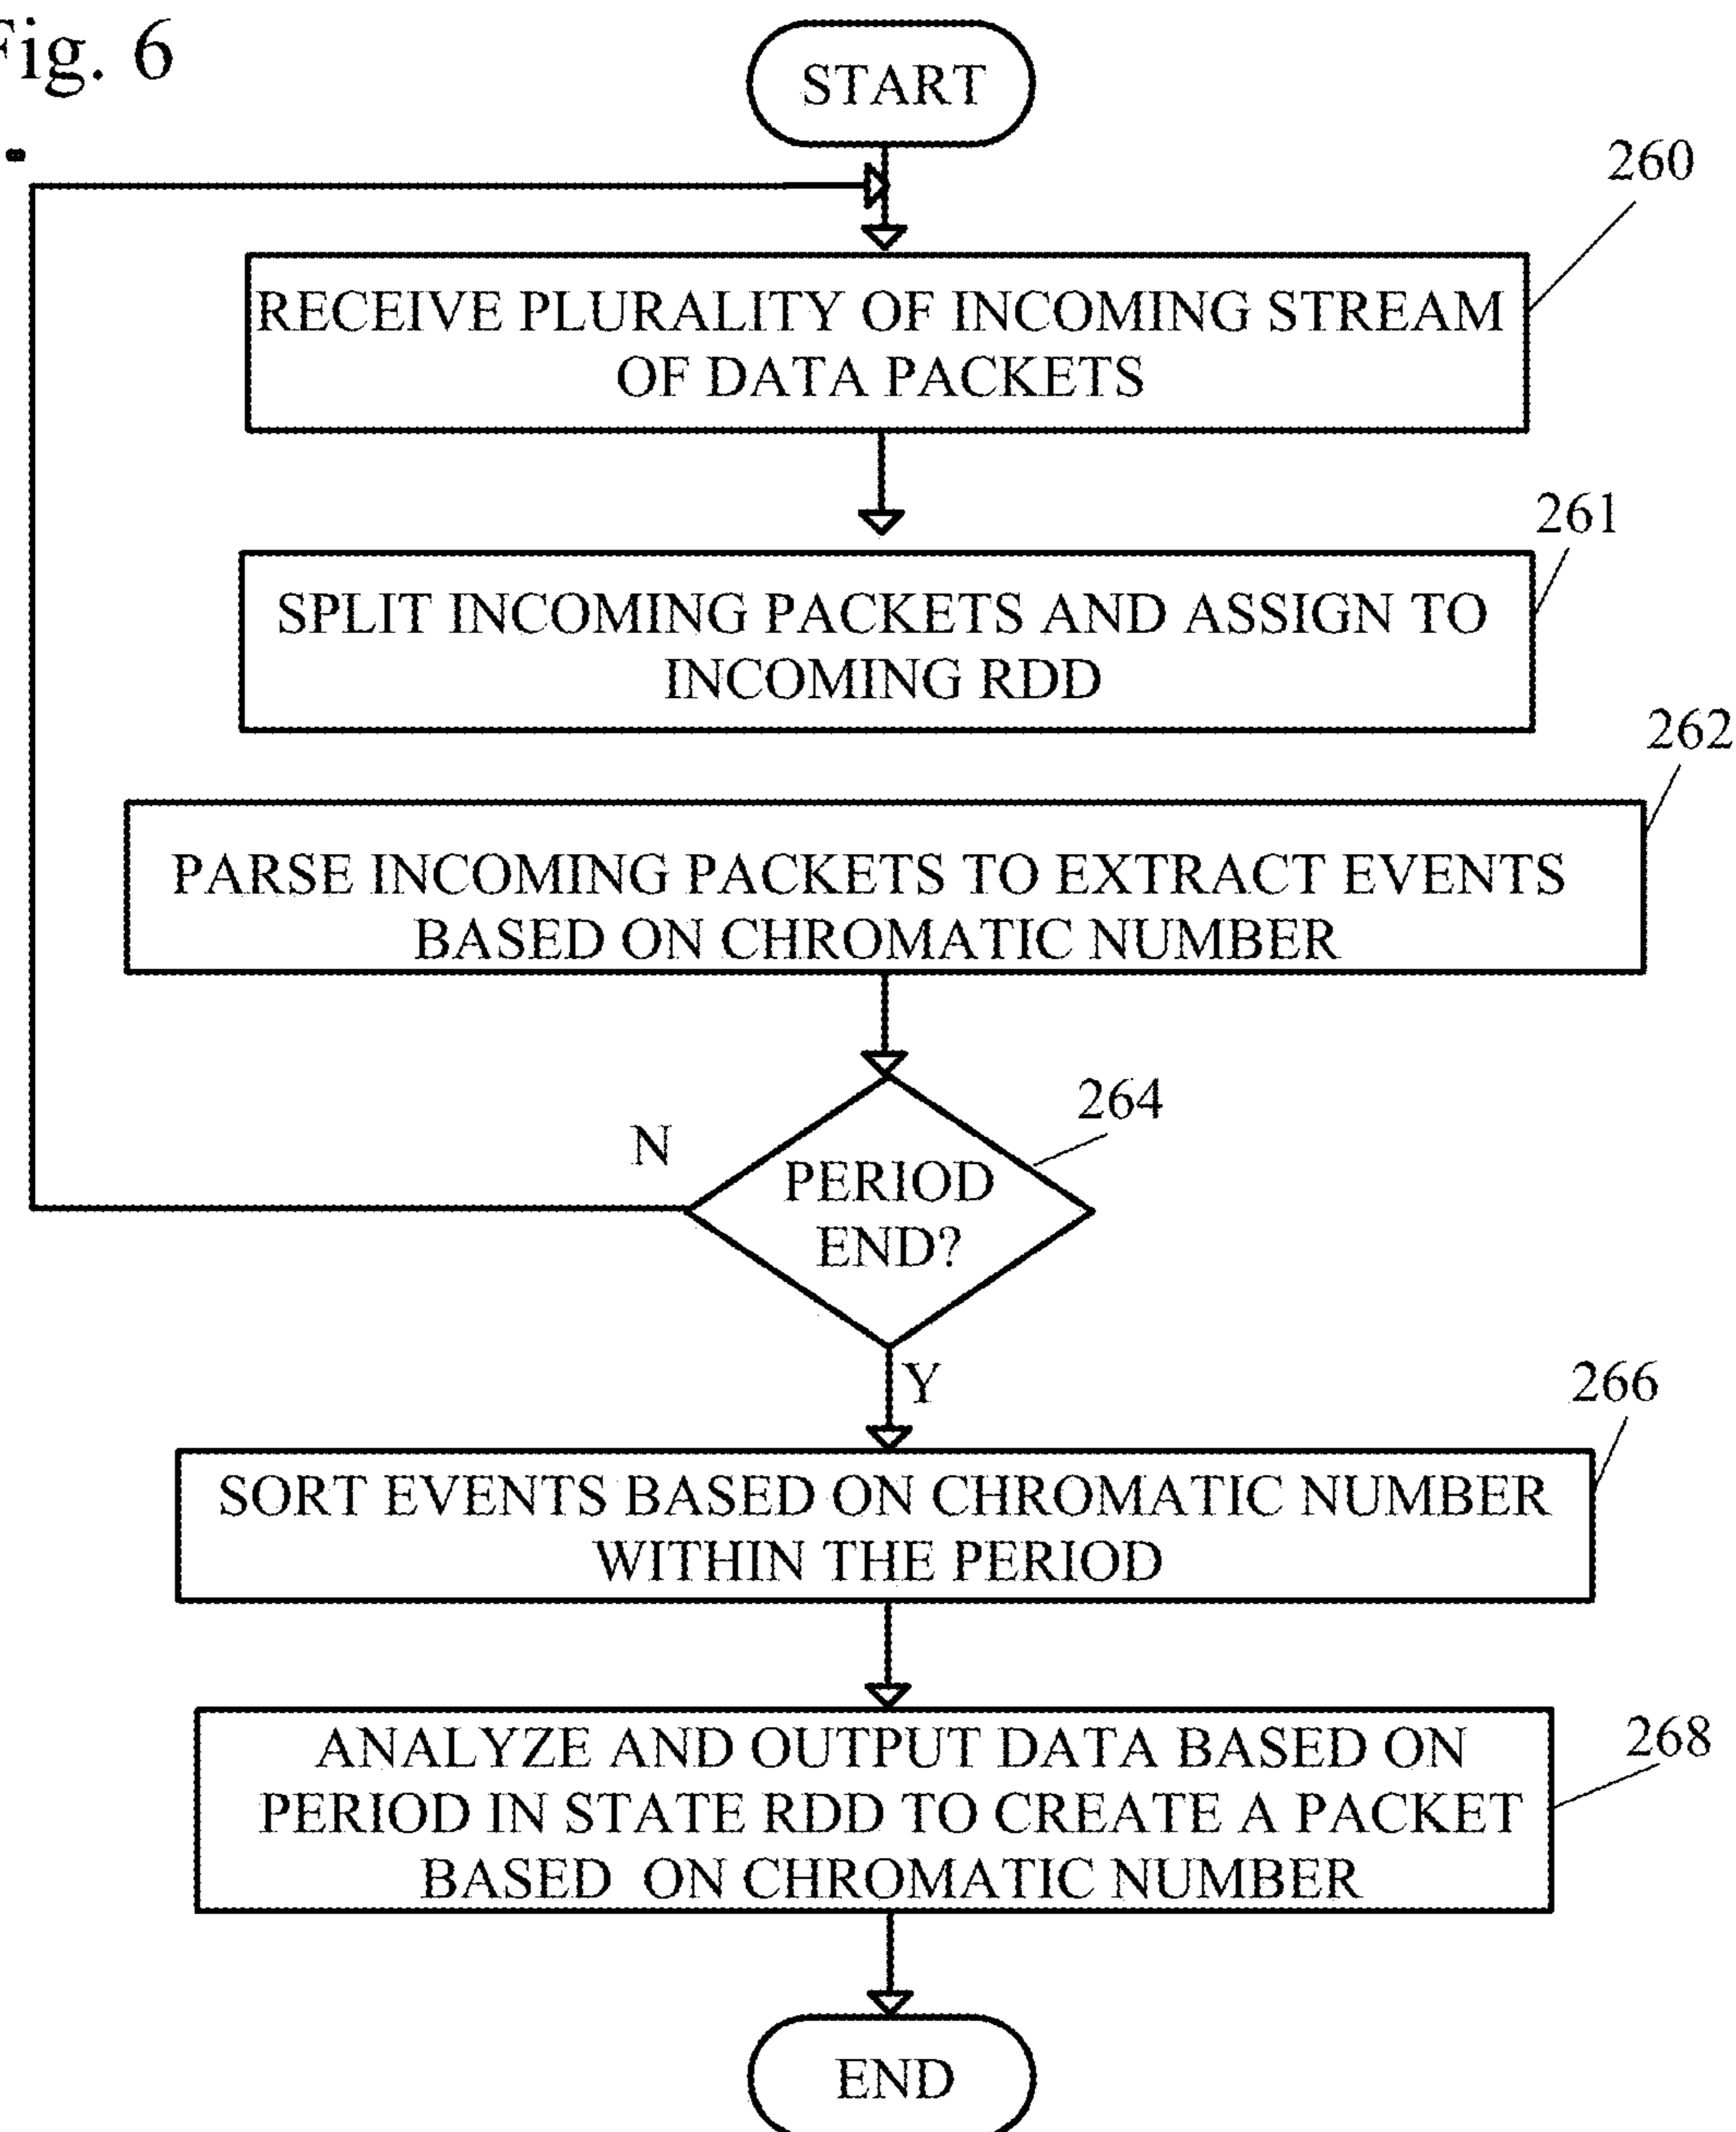 Fig. 6
START
260
RECEIVE PLURALITY OF INCOMING STREAM
OF DATA PACKETS
261
SPLIT INCOMING PACKETS AND ASSIGN TO
INCOMING RDD
262
PARSE INCOMING PACKETS TO EXTRACT EVENTS
BASED ON CHROMATIC NUMBER
264
N
PERIOD
END?
Y
266
SORT EVENTS BASED ON CHROMATIC NUMBER
WITHIN THE PERIOD
268
ANALYZE AND OUTPUT DATA BASED ON
PERIOD IN STATE RDD TO CREATE A PACKET
BASED ON CHROMATIC NUMBER
END